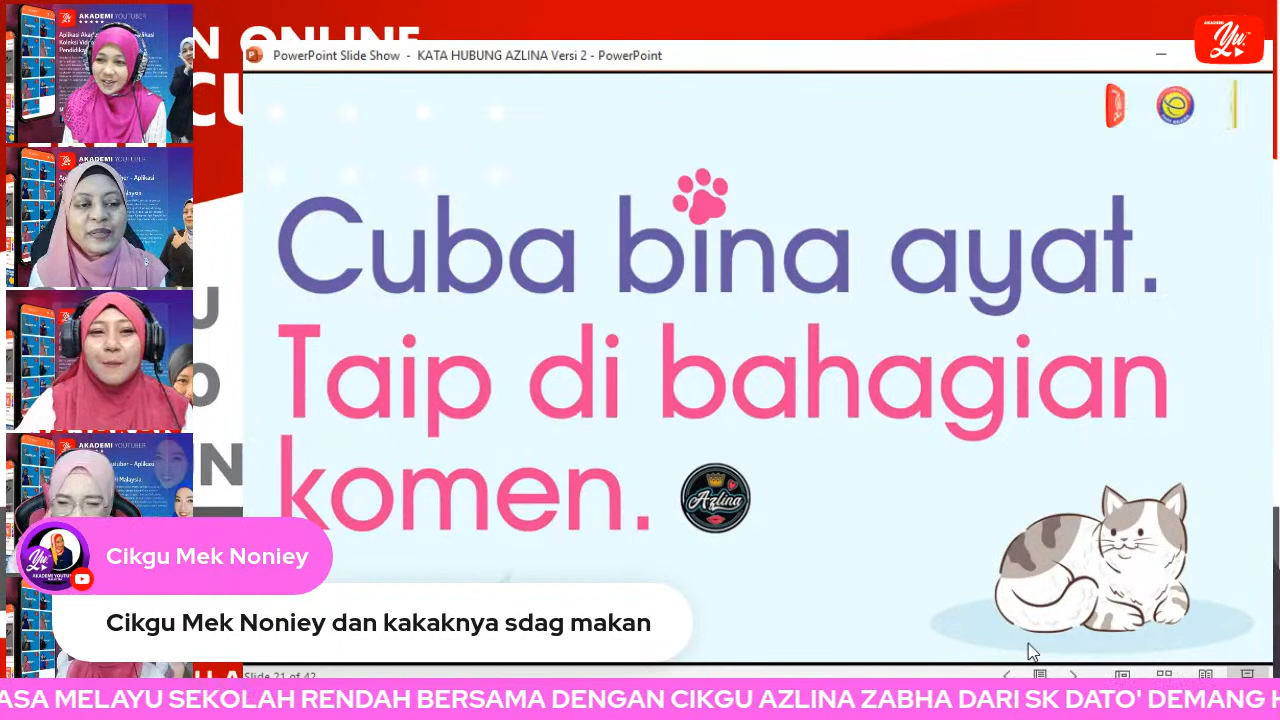 PowerPoint Slide Show - KATA HUBUNG AZLINA Versi 2 - PowerPoint
Cuba bina ayat.
Taip di bahagian
komen.
Azlina
Cikgu Mek Noniey
Cikgu Mek Noniey dan kakaknya sdag makan
Slide 21 of 42
ASA MELAYU SEKOLAH RENDAH BERSAMA DENGAN CIKGU AZLINA ZABHA DARI SK DATO' DEMANG
AKADEMI YOUTUBER